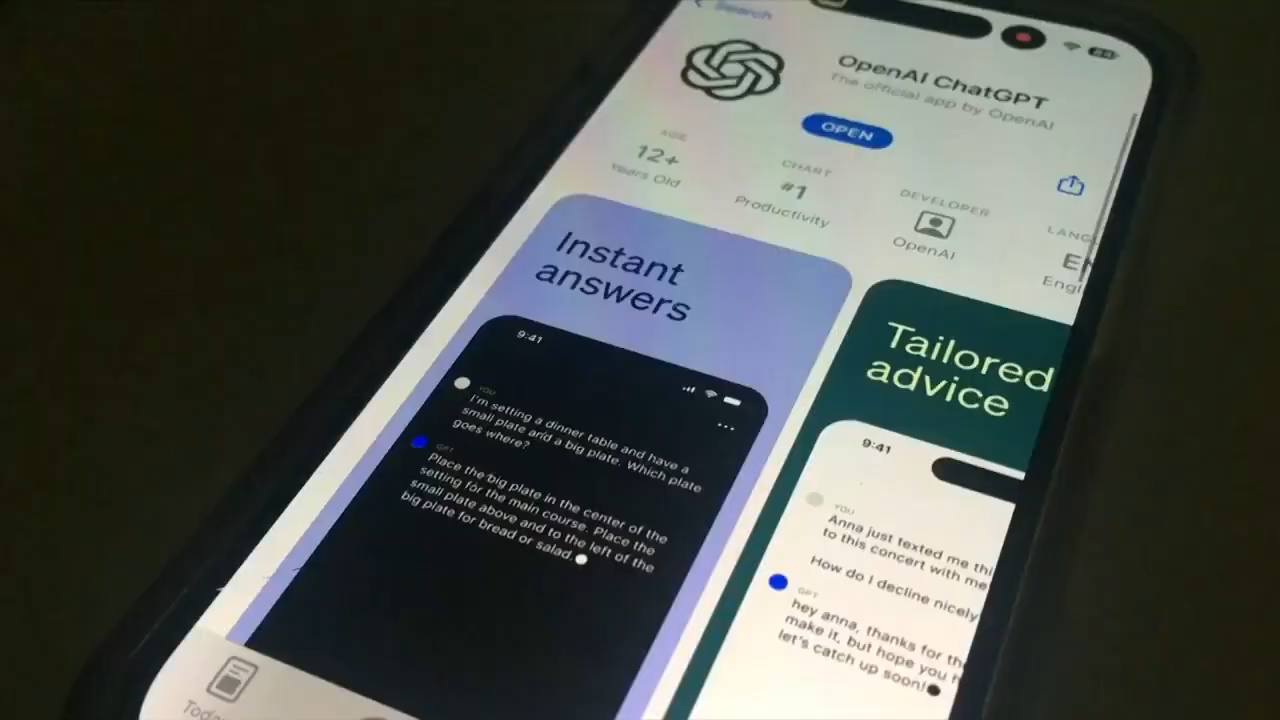 Search
OpenAI ChatGPT
The official app by OpenAI
OPEN
AGE
12+
Years Old
CHART
#1
Productivity
DEVELOPER
OpenAI
LANG
EN
Engl
Instant
answers
9:41
YOU
I'm setting a dinner table and have a
small plate and a big plate. Which plate
goes where?
GPT
Place the big plate in the center of the
setting for the main course. Place the
small plate above and to the left of the
big plate for bread or salad.
Tailored
advice
9:41
YOU
Anna just texted me thi
to this concert with me
How do I decline nicely
GPT
hey anna, thanks for th
make it, but hope you h
let's catch up soon!
Today